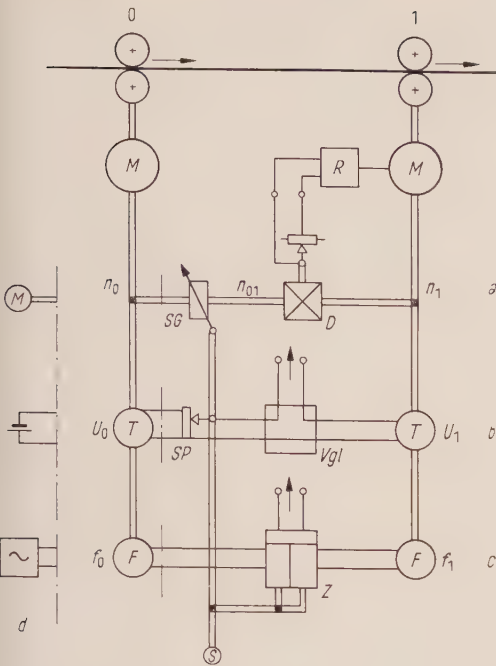 0 1
M M
R
n₀ n₀₁ n₁ a
M
SG D
U₀ T SP Vgl T U₁ b
f₀ F F f₁ c
Z
d
S